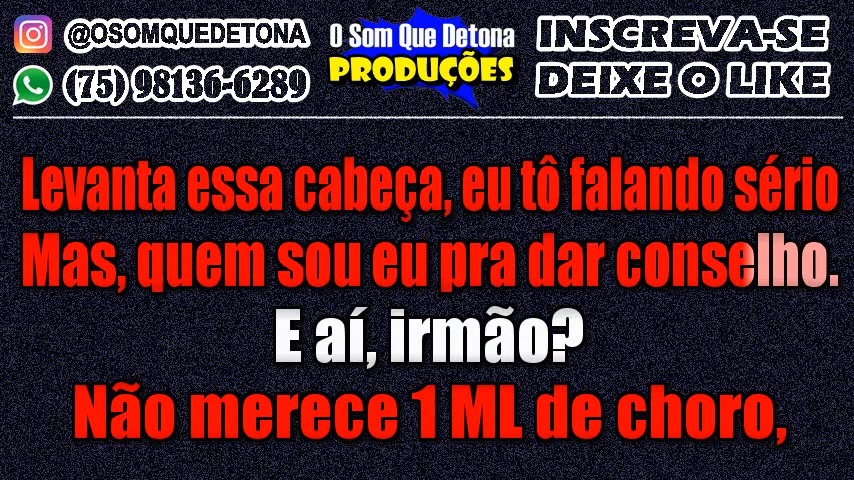 @OSOMQUEDETONA
(75) 98136-6289
O Som Que Detona
PRODUÇÕES
INSCREVA-SE
DEIXE O LIKE
Levanta essa cabeça, eu tô falando sério
Mas, quem sou eu pra dar conselho.
E aí, irmão?
Não merece 1 ML de choro,